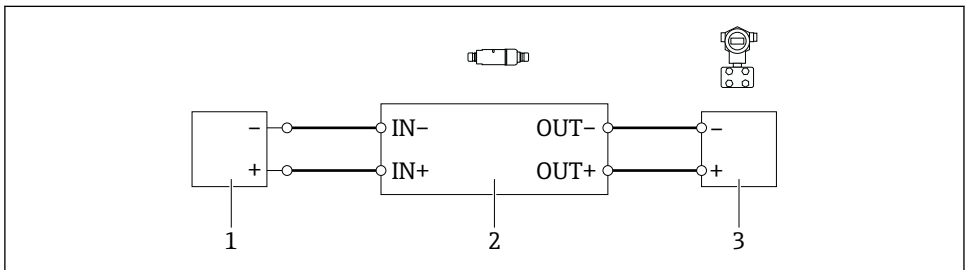 − IN− OUT− −
+ IN+ OUT+ +
1 2 3